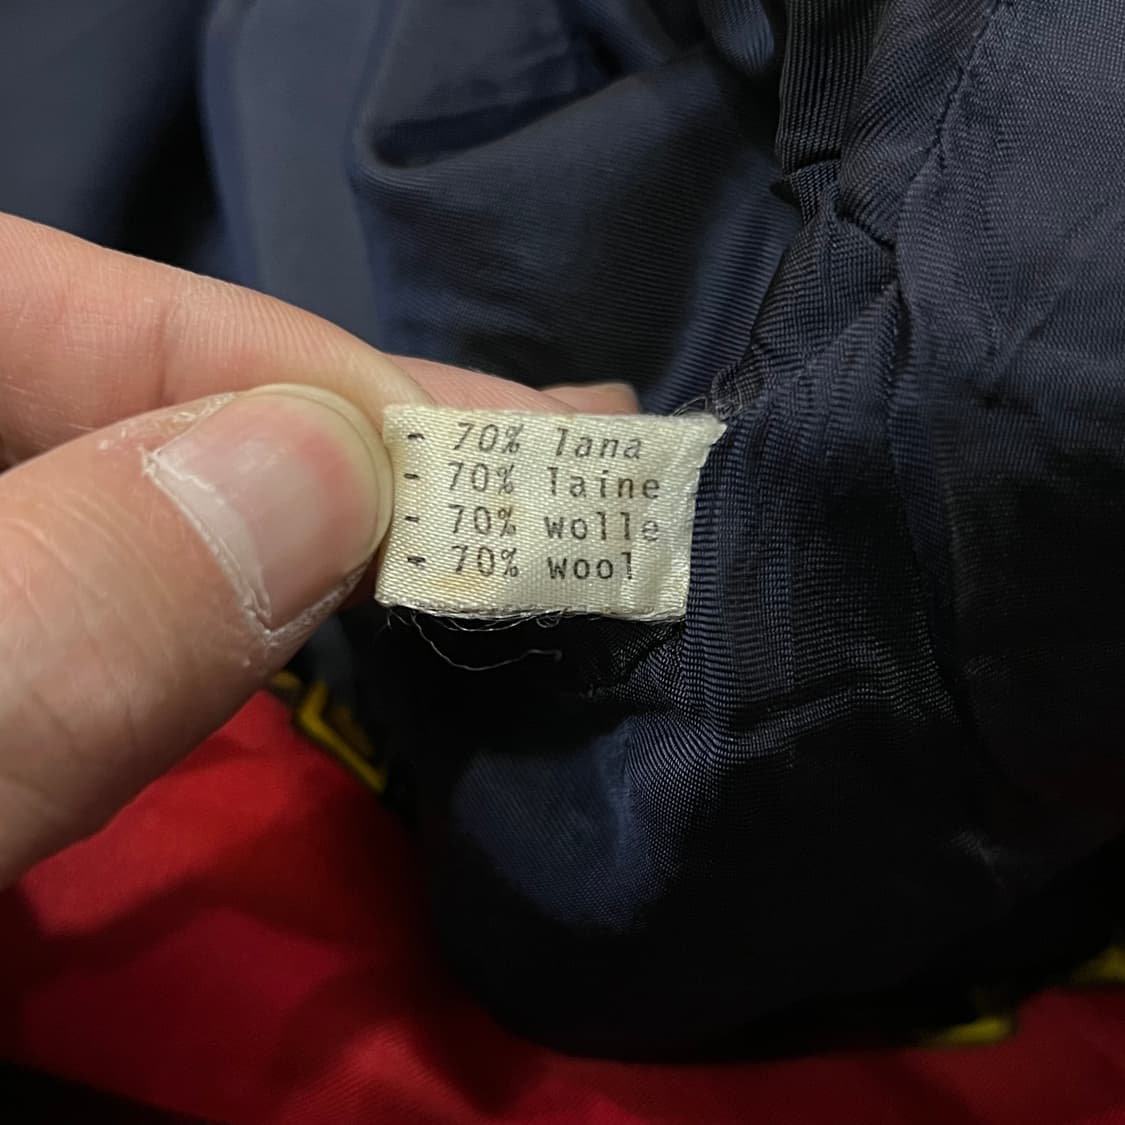 - 70% lana
- 70% laine
- 70% wolle
- 70% wool